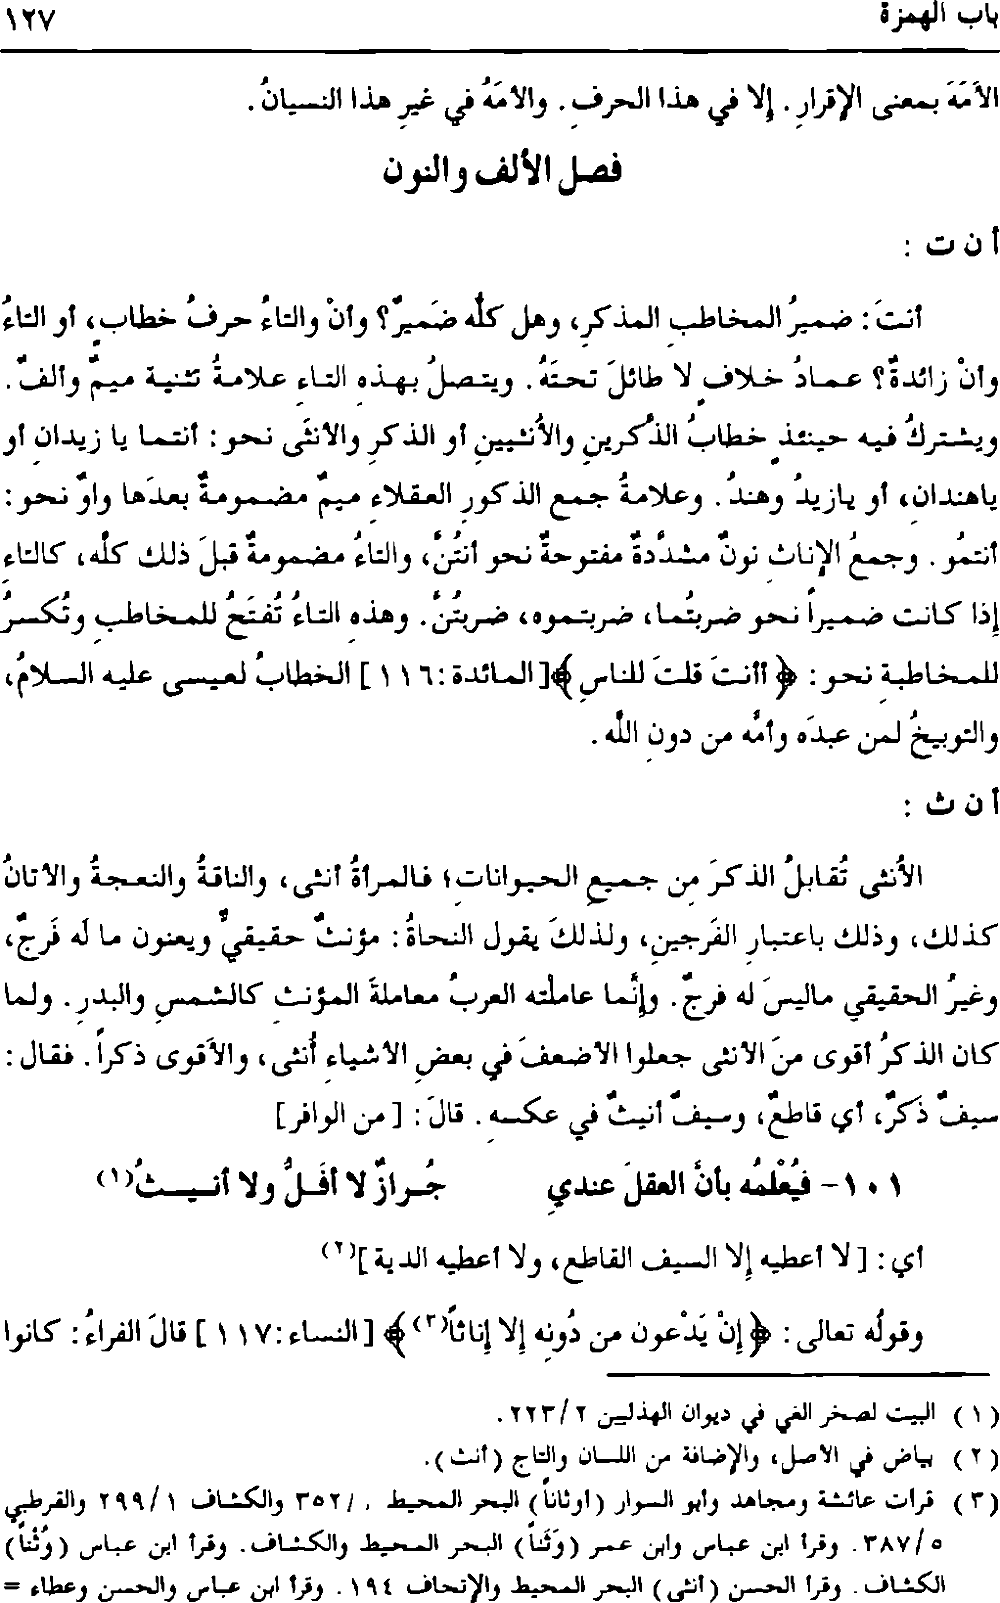 باب الهمزة ١٢٧
الأَمَهَ بمعنى الإقرارِ. إلا في هذا الحرفِ. والأمَهُ في غيرِ هذا النسيانُ.
فصل الألف والنون
أ ن ت :
أنتَ: ضميرُ المخاطبِ المذكرِ، وهل كلُّه ضَميرٌ؟ وأنْ والتاءُ حرفُ خطابٍ، أو التاءُ
وأنْ زائدةٌ؟ عمادُ خلافٍ لا طائلَ تحتَهُ. ويتصلُ بهذهِ التاءِ علامةُ تثنية ميمٌ وألفٌ.
ويشتركُ فيه حينئذٍ خطابُ الذُّكرينِ والأُنثيينِ أو الذكرِ والأنثَى نحو: أنتما يا زيدانِ أو
ياهندانِ، أو يازيدُ وهندُ. وعلامةُ جمع الذكورِ العقلاءِ ميمٌ مضمومةٌ بعدَها واوٌ نحو:
أنتمُو. وجمعُ الإناثِ نونٌ مشدَّدةٌ مفتوحةٌ نحو أنتُنَّ، والتاءُ مضمومةٌ قبلَ ذلك كلِّه، كالتاءِ
إذا كانت ضميراً نحو ضربتُما، ضربتموه، ضربتُنَّ. وهذه التاءُ تُفتَحُ للمخاطبِ وتُكسرُ
للمخاطبةِ نحو: ﴿أأنتَ قلتَ للناسِ﴾[المائدة:١١٦] الخطابُ لعيسى عليه السلامُ،
والتوبيخُ لمن عبدَه وأمَّه من دونِ اللَّه.
أ ن ث :
الأُنثى تُقابلُ الذكرَ مِن جميعِ الحيواناتِ؛ فالمرأةُ أنثى، والناقةُ والنعجةُ والأتانُ
كذلك، وذلك باعتبارِ الفَرجينِ، ولذلكَ يقول النحاةُ: مؤنثٌ حقيقيٌّ ويعنون ما لَه فَرجٌ،
وغيرُ الحقيقي ماليسَ له فرجٌ. وإنَّما عاملْته العربُ معاملةَ المؤنثِ كالشمسِ والبدرِ. ولما
كان الذكرُ أقوى منَ الأنثى جعلوا الأضعفَ في بعضِ الأشياءِ أُنثى، والأقوى ذكراً. فقال:
سيفٌ ذَكَرٌ، أي قاطعٌ، وسيفٌ أنيثٌ في عكسهِ. قالَ: [من الوافر]
١٠١- فيُعْلمُه بأنَّ العقلَ عندي جُرازٌ لا أفَلُّ ولا أنيثُ(١)
أي: [لا أعطيه إلا السيف القاطع، ولا أعطيه الدية](٢)
وقولُه تعالى: ﴿إنْ يَدْعون من دُونِه إلا إناثاً(٣)﴾ [النساء:١١٧] قالَ الفراءُ: كانوا
(١) البيت لصخر الغي في ديوان الهذليين ٢٢٣/٢.
(٢) بياض في الأصل، والإضافة من اللسان والتاج (أنث).
(٣) قرأت عائشة ومجاهد وأبو السوار (أوثاناً) البحر المحيط ٣٥٢/ والكشاف ٢٩٩/١ والقرطبي
٣٨٧/٥. وقرأ ابن عباس وابن عمر (وَثَناً) البحر المحيط والكشاف. وقرأ ابن عباس (وُثْناً)
الكشاف. وقرأ الحسن (أنثى) البحر المحيط والإتحاف ١٩٤. وقرأ ابن عباس والحسن وعطاء =